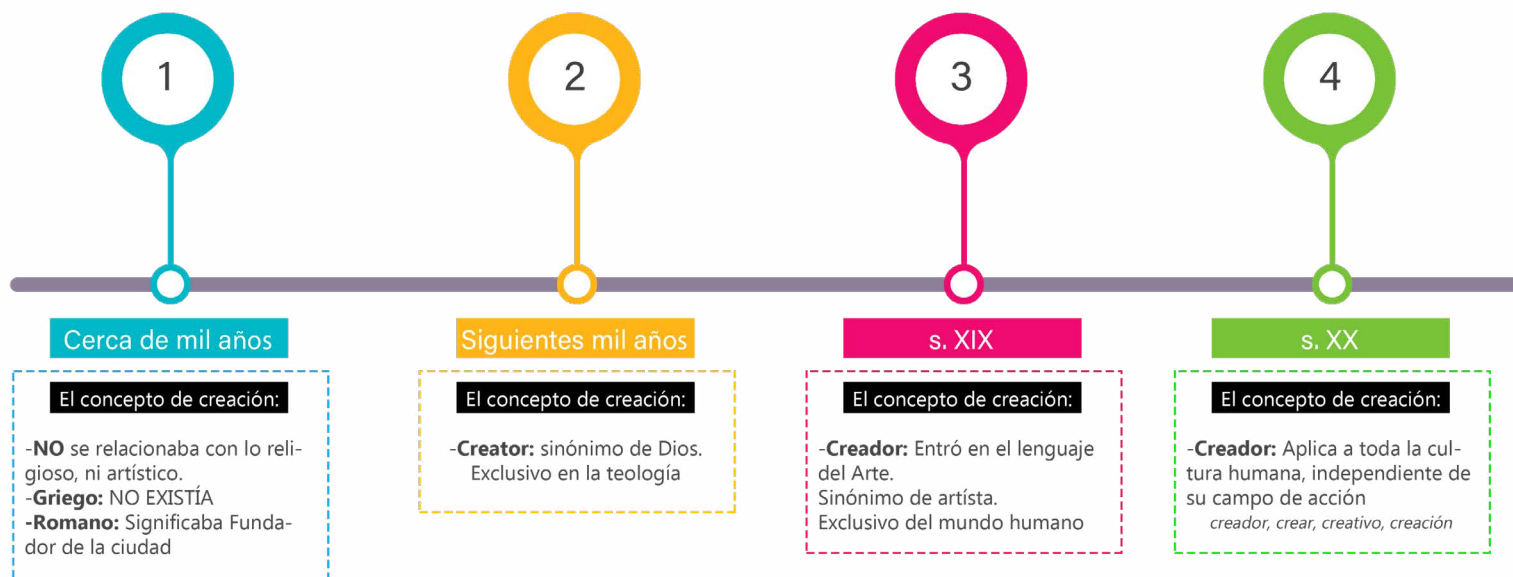 1
Cerca de mil años
El concepto de creación:
-NO se relacionaba con lo reli-
gioso, ni artístico.
-Griego: NO EXISTÍA
-Romano: Significaba Funda-
dor de la ciudad
2
Siguientes mil años
El concepto de creación:
-Creator: sinónimo de Dios.
Exclusivo en la teología
3
s. XIX
El concepto de creación:
-Creador: Entró en el lenguaje
del Arte.
Sinónimo de artísta.
Exclusivo del mundo humano
4
s. XX
El concepto de creación:
-Creador: Aplica a toda la cul-
tura humana, independiente de
su campo de acción
creador, crear, creativo, creación